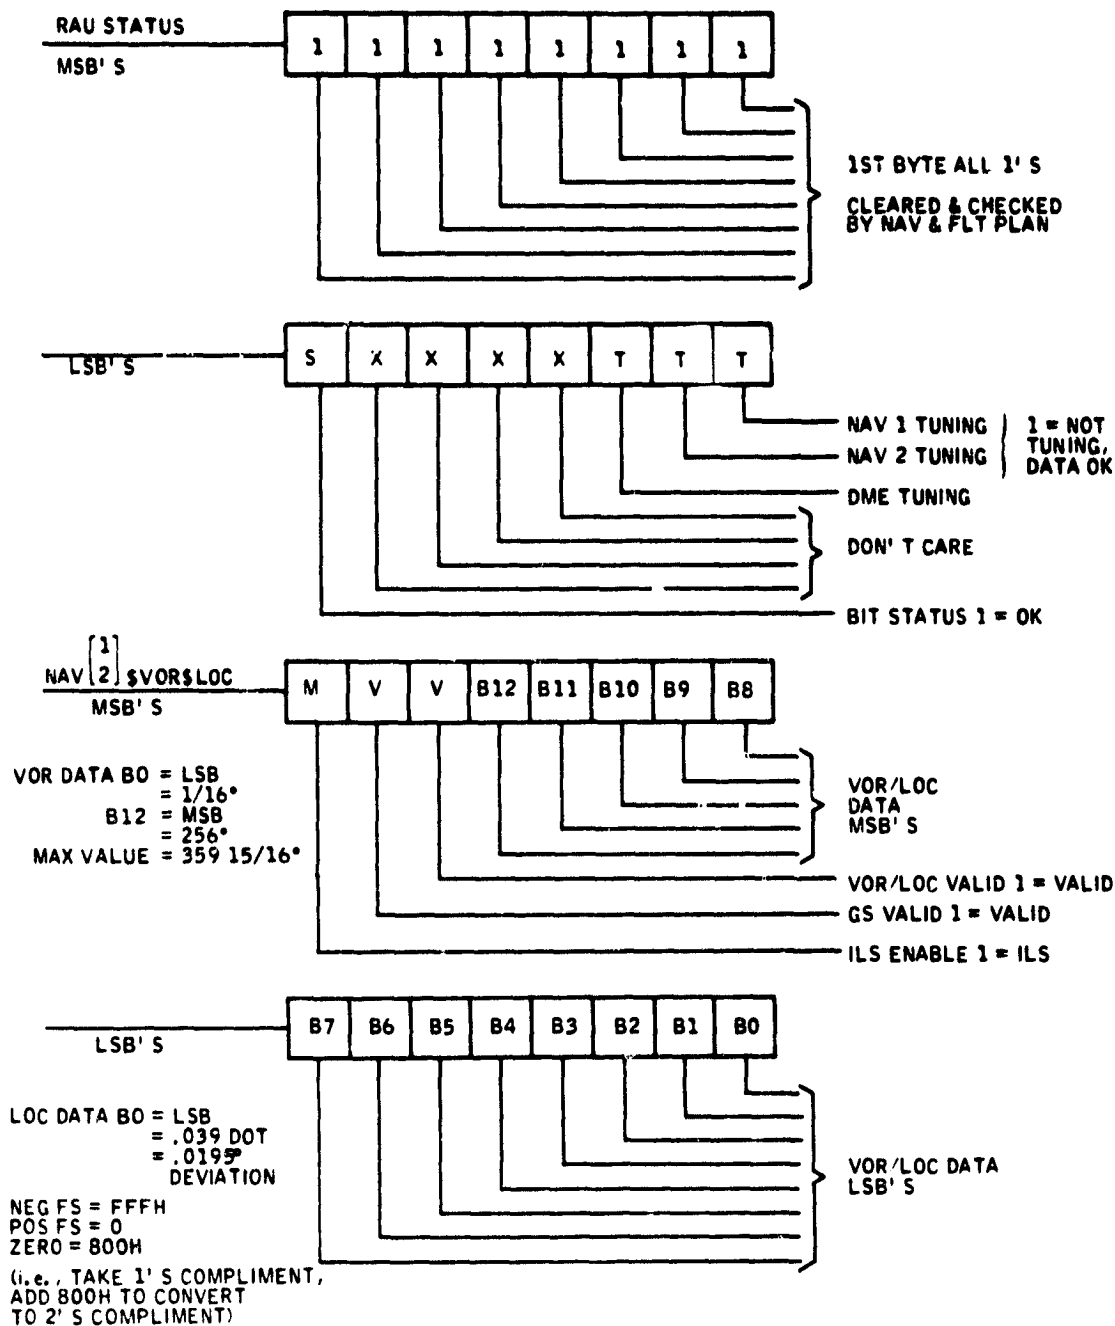 RAU STATUS
MSB' S
1 1 1 1 1 1 1 1
1ST BYTE ALL 1' S
CLEARED & CHECKED
BY NAV & FLT PLAN
LSB' S
S X X X X T T T
NAV 1 TUNING
NAV 2 TUNING
1 = NOT
TUNING,
DATA OK
DME TUNING
DON' T CARE
BIT STATUS 1 = OK
NAV [1 2] $VOR$LOC
MSB' S
M V V B12 B11 B10 B9 B8
VOR DATA BO = LSB
= 1/16°
B12 = MSB
= 256°
MAX VALUE = 359 15/16°
VOR/LOC
DATA
MSB' S
VOR/LOC VALID 1 = VALID
GS VALID 1 = VALID
ILS ENABLE 1 = ILS
LSB' S
B7 B6 B5 B4 B3 B2 B1 B0
LOC DATA BO = LSB
= .039 DOT
= .0195°
DEVIATION
NEG FS = FFFH
POS FS = 0
ZERO = 800H
(i.e., TAKE 1' S COMPLIMENT,
ADD 800H TO CONVERT
TO 2' S COMPLIMENT)
VOR/LOC DATA
LSB' S